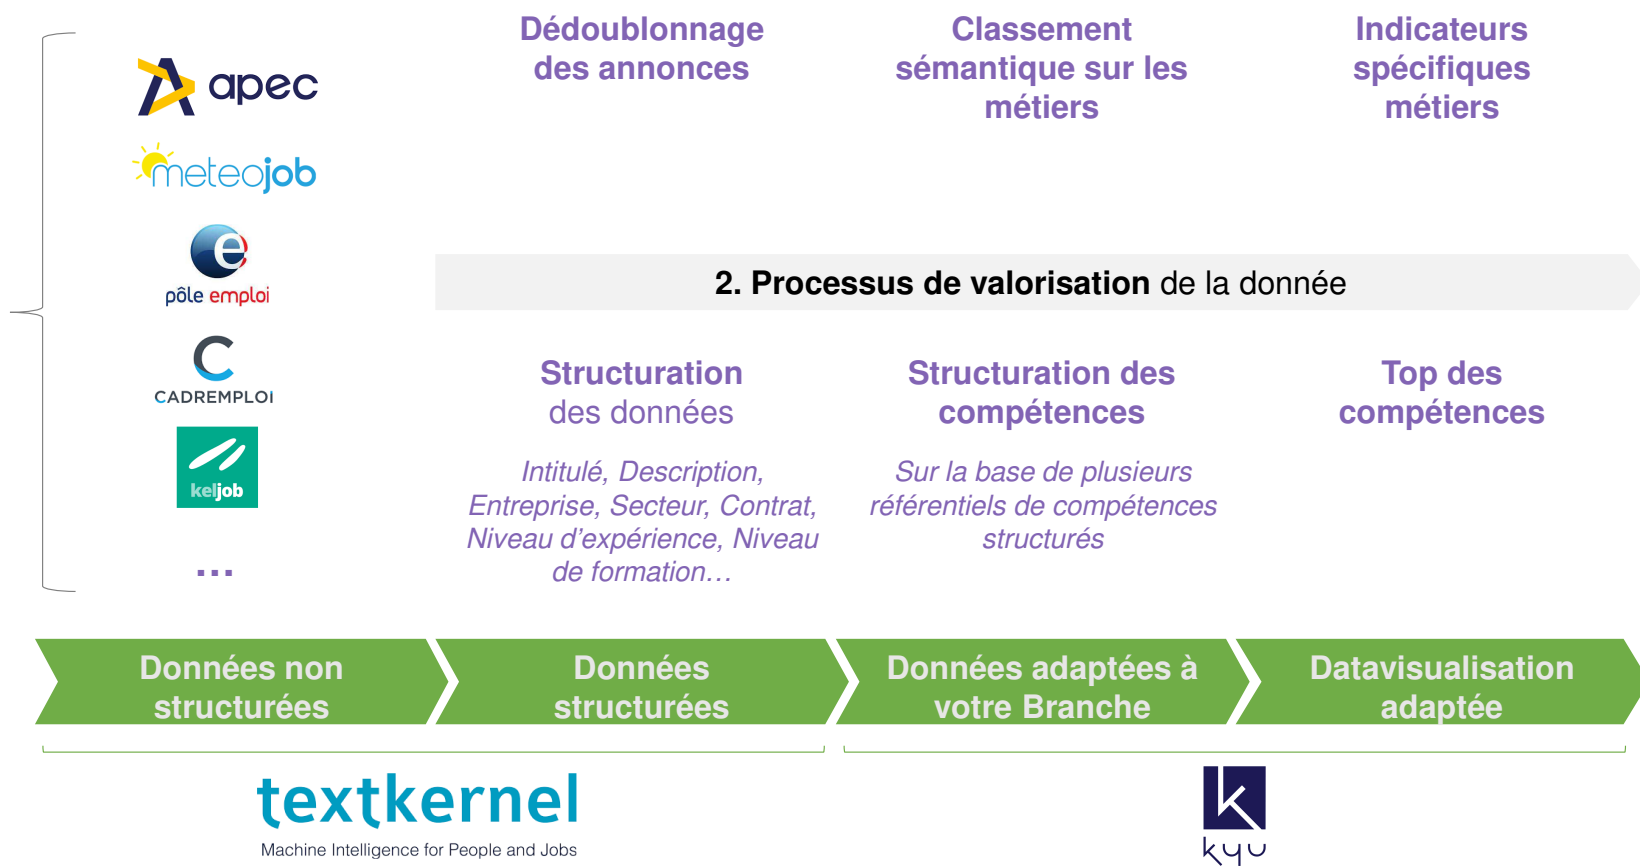 apec
meteojob
pôle emploi
CADREMPLOI
keljob
...
Dédoublonnage
des annonces
Classement
sémantique sur les
métiers
Indicateurs
spécifiques
métiers
2. Processus de valorisation de la donnée
Structuration
des données
Intitulé, Description,
Entreprise, Secteur, Contrat,
Niveau d'expérience, Niveau
de formation…
Structuration des
compétences
Sur la base de plusieurs
référentiels de compétences
structurés
Top des
compétences
Données non
structurées
Données
structurées
Données adaptées à
votre Branche
Datavisualisation
adaptée
textkernel
Machine Intelligence for People and Jobs
k
kyu